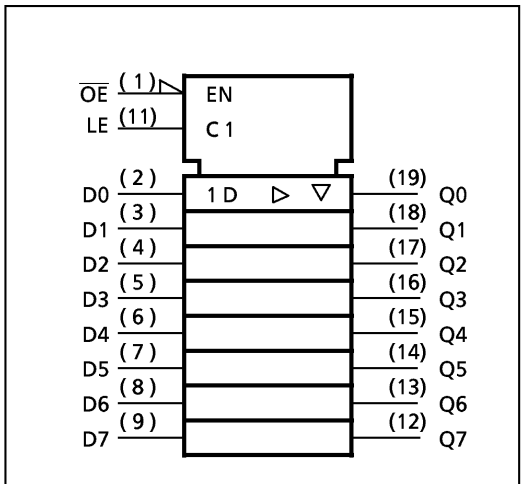 O̅E̅ (1) EN
LE (11) C1
D0 (2) 1D (19) Q0
D1 (3) (18) Q1
D2 (4) (17) Q2
D3 (5) (16) Q3
D4 (6) (15) Q4
D5 (7) (14) Q5
D6 (8) (13) Q6
D7 (9) (12) Q7